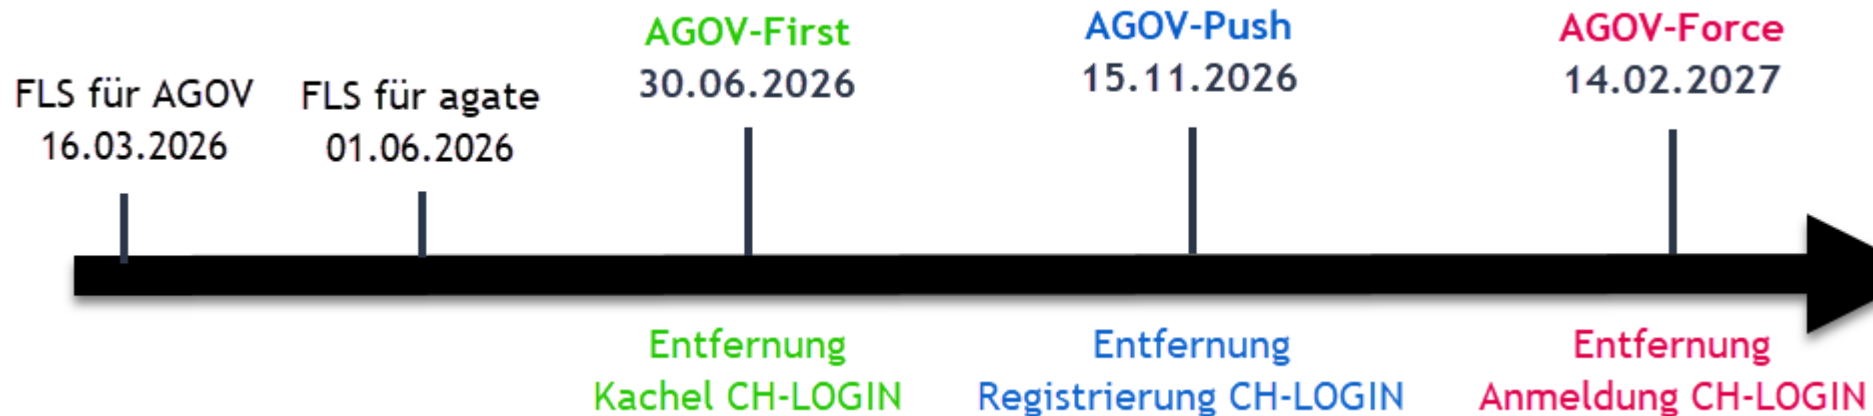 FLS für AGOV
16.03.2026
FLS für agate
01.06.2026
AGOV-First
30.06.2026
AGOV-Push
15.11.2026
AGOV-Force
14.02.2027
Entfernung
Kachel CH-LOGIN
Entfernung
Registrierung CH-LOGIN
Entfernung
Anmeldung CH-LOGIN